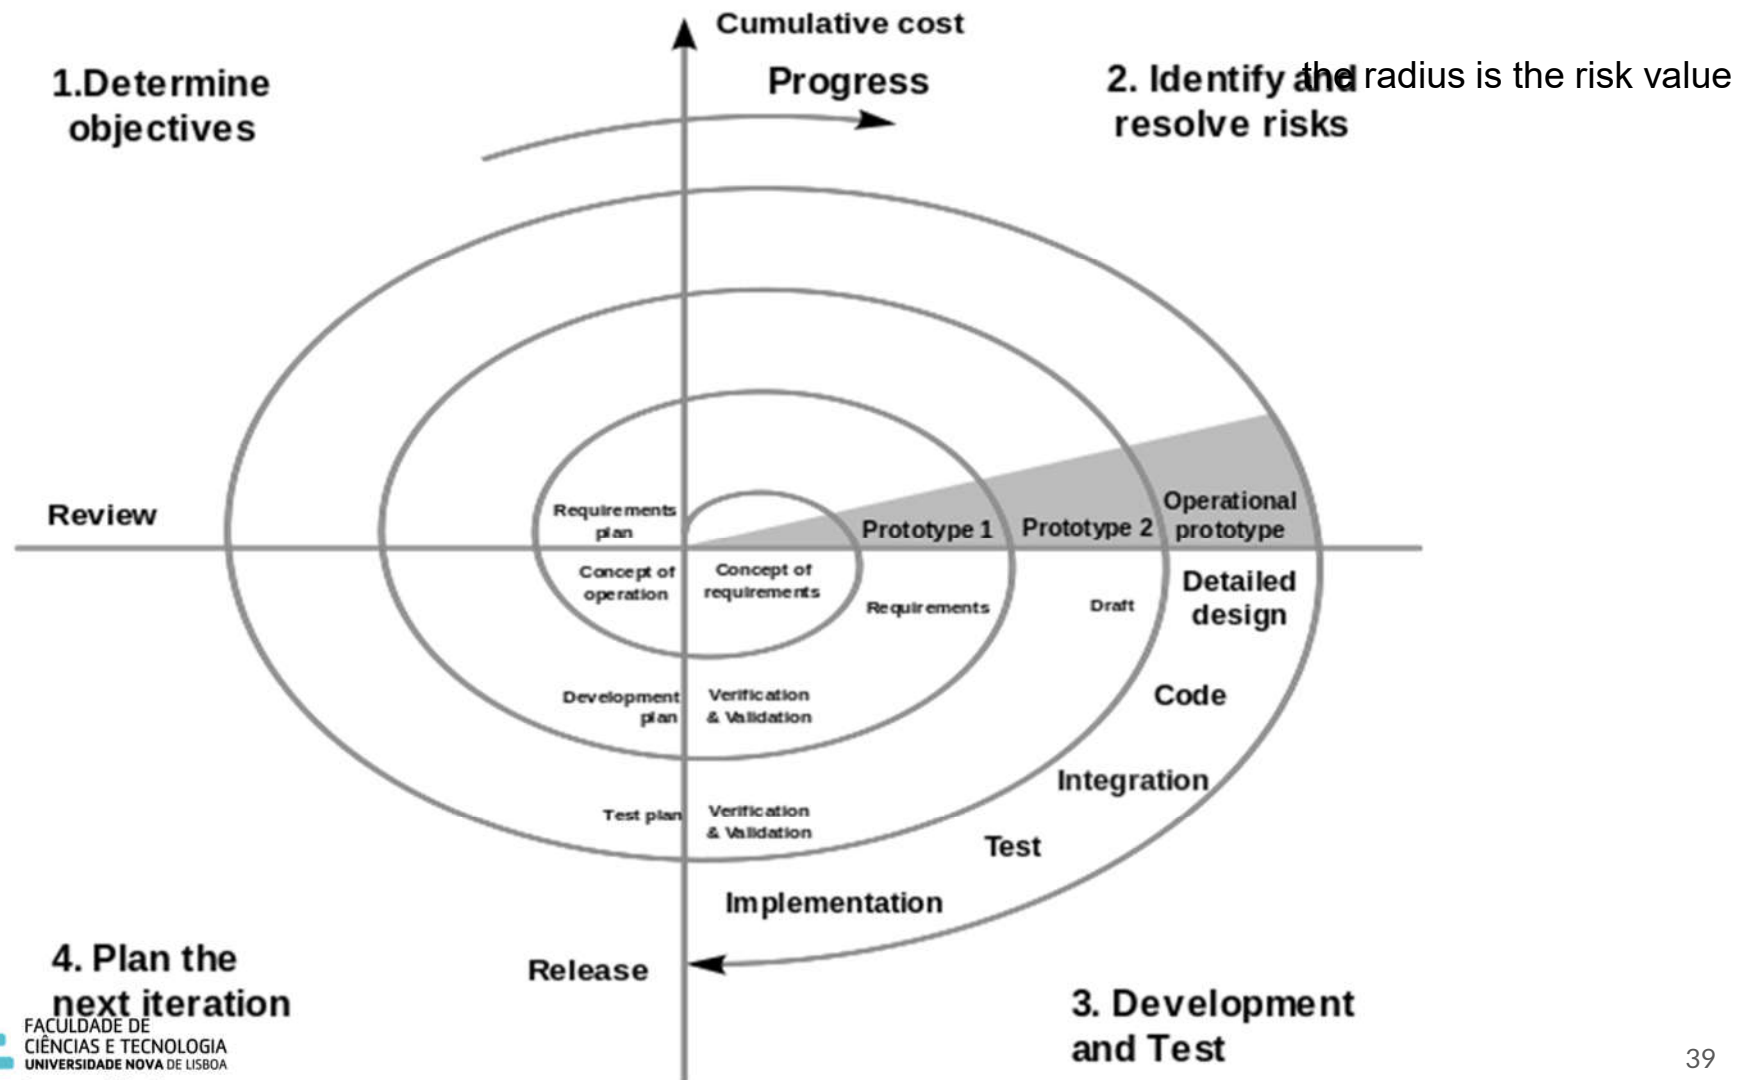 Cumulative cost
Progress
1.Determine
objectives
2. Identify and
resolve risks
the radius is the risk value
Review
Requirements
plan
Concept of
operation
Concept of
requirements
Prototype 1
Prototype 2
Operational
prototype
Requirements
Draft
Detailed
design
Development
plan
Verification
& Validation
Code
Integration
Test plan
Verification
& Validation
Test
Implementation
Release
4. Plan the
next iteration
3. Development
and Test
FACULDADE DE
CIÊNCIAS E TECNOLOGIA
UNIVERSIDADE NOVA DE LISBOA
39